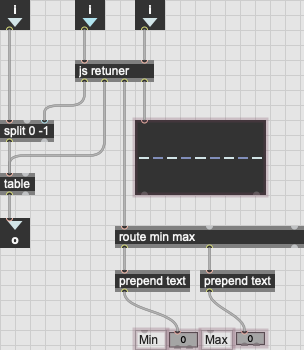 i i i
js retuner
split 0 -1
table
o
route min max
prepend text prepend text
Min 0 Max 0